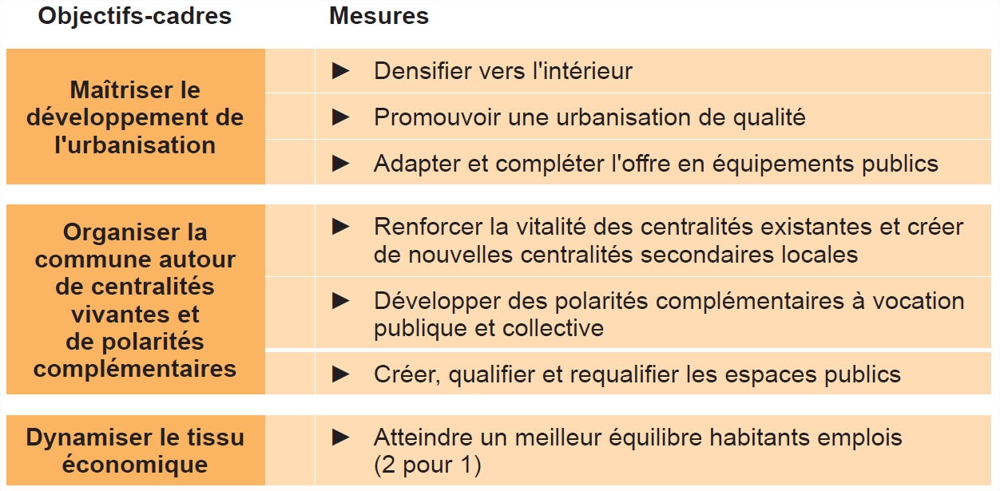 Objectifs-cadres
Mesures
Maîtriser le
développement de
l'urbanisation
► Densifier vers l'intérieur
► Promouvoir une urbanisation de qualité
► Adapter et compléter l'offre en équipements publics
Organiser la
commune autour
de centralités
vivantes et
de polarités
complémentaires
► Renforcer la vitalité des centralités existantes et créer
de nouvelles centralités secondaires locales
► Développer des polarités complémentaires à vocation
publique et collective
► Créer, qualifier et requalifier les espaces publics
Dynamiser le tissu
économique
► Atteindre un meilleur équilibre habitants emplois
(2 pour 1)